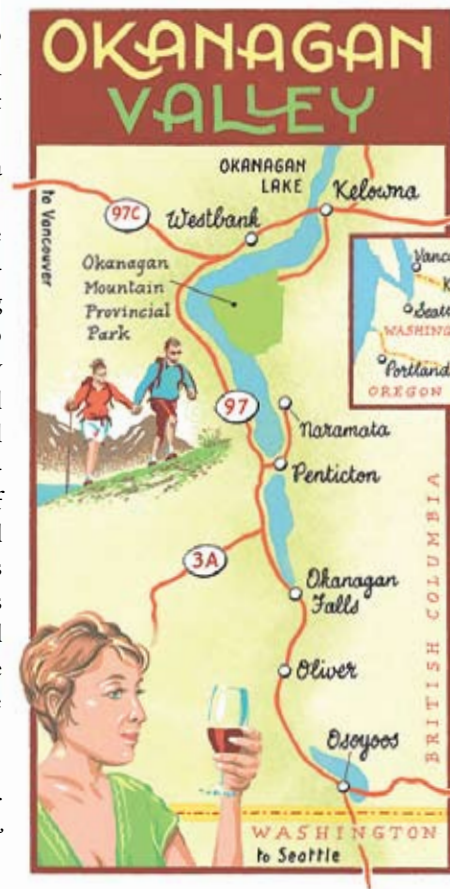 OKANAGAN
VALLEY
OKANAGAN
LAKE
Kelowna
97C
Westbank
to Vancouver
Okanagan
Mountain
Provincial
Park
WASHING
Portland
OREGON
97
Naramata
Penticton
3A
Okanagan
Falls
Oliver
Osoyoos
BRITISH COLUMBIA
WASHINGTON
to Seattle